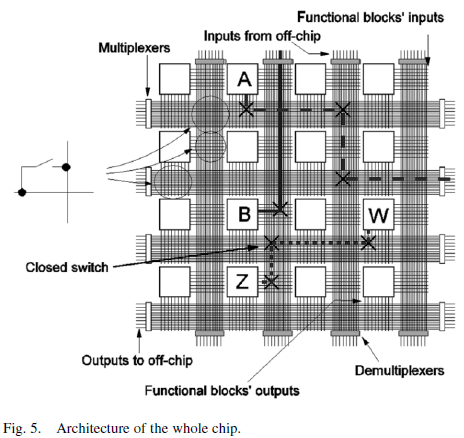 Functional blocks' inputs
Inputs from off-chip
Multiplexers
A
B
W
Closed switch
Z
Outputs to off-chip
Demultiplexers
Functional blocks' outputs
Fig. 5. Architecture of the whole chip.